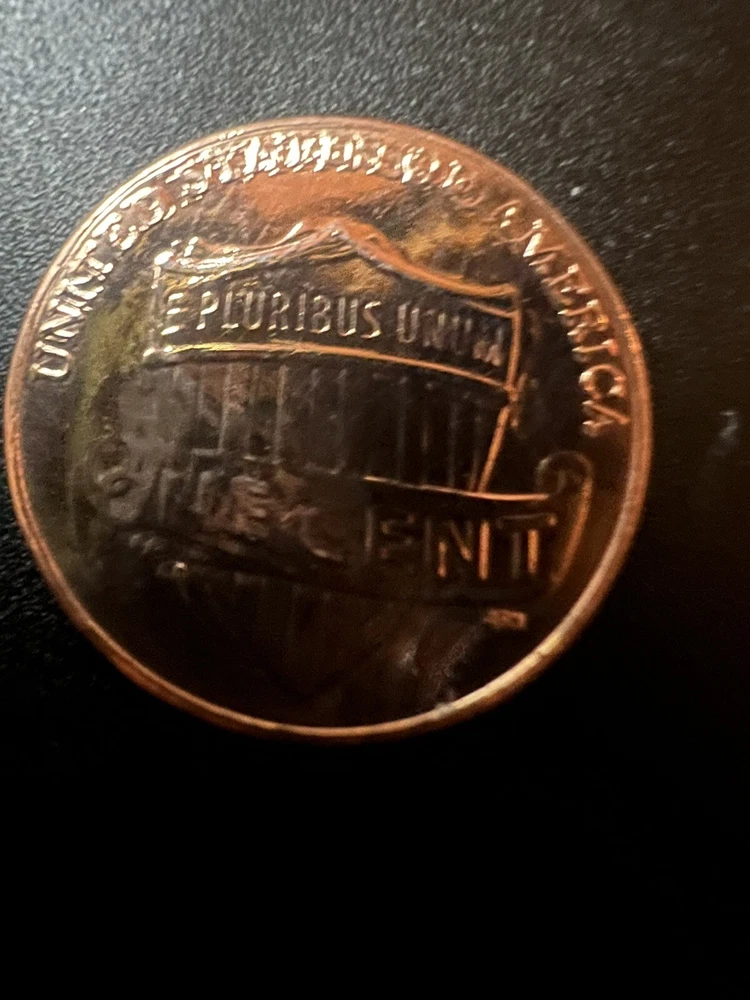 UNITED STATES OF AMERICA
E PLURIBUS UNUM
ONE CENT